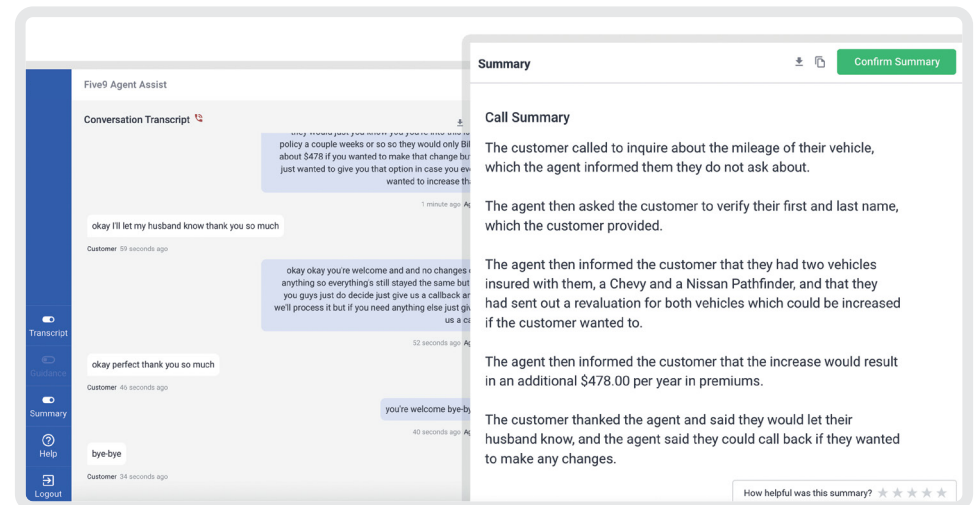 Five9 Agent Assist
Conversation Transcript
policy a couple weeks or so so they would only
about $478 if you wanted to make that change
just wanted to give you that option in case you
wanted to increase
1 minute ago
okay I'll let my husband know thank you so much
Customer 59 seconds ago
okay okay you're welcome and and no changes
anything so everything's still stayed the same but
you guys just do decide just give us a callback
we'll process it but if you need anything else just
us a
52 seconds ago
okay perfect thank you so much
Customer 46 seconds ago
you're welcome
40 seconds ago
bye-bye
Customer 34 seconds ago
Transcript
Guidance
Summary
Help
Logout
Summary
Confirm Summary
Call Summary
The customer called to inquire about the mileage of their vehicle,
which the agent informed them they do not ask about.
The agent then asked the customer to verify their first and last name,
which the customer provided.
The agent then informed the customer that they had two vehicles
insured with them, a Chevy and a Nissan Pathfinder, and that they
had sent out a revaluation for both vehicles which could be increased
if the customer wanted to.
The agent then informed the customer that the increase would result
in an additional $478.00 per year in premiums.
The customer thanked the agent and said they would let their
husband know, and the agent said they could call back if they wanted
to make any changes.
How helpful was this summary?